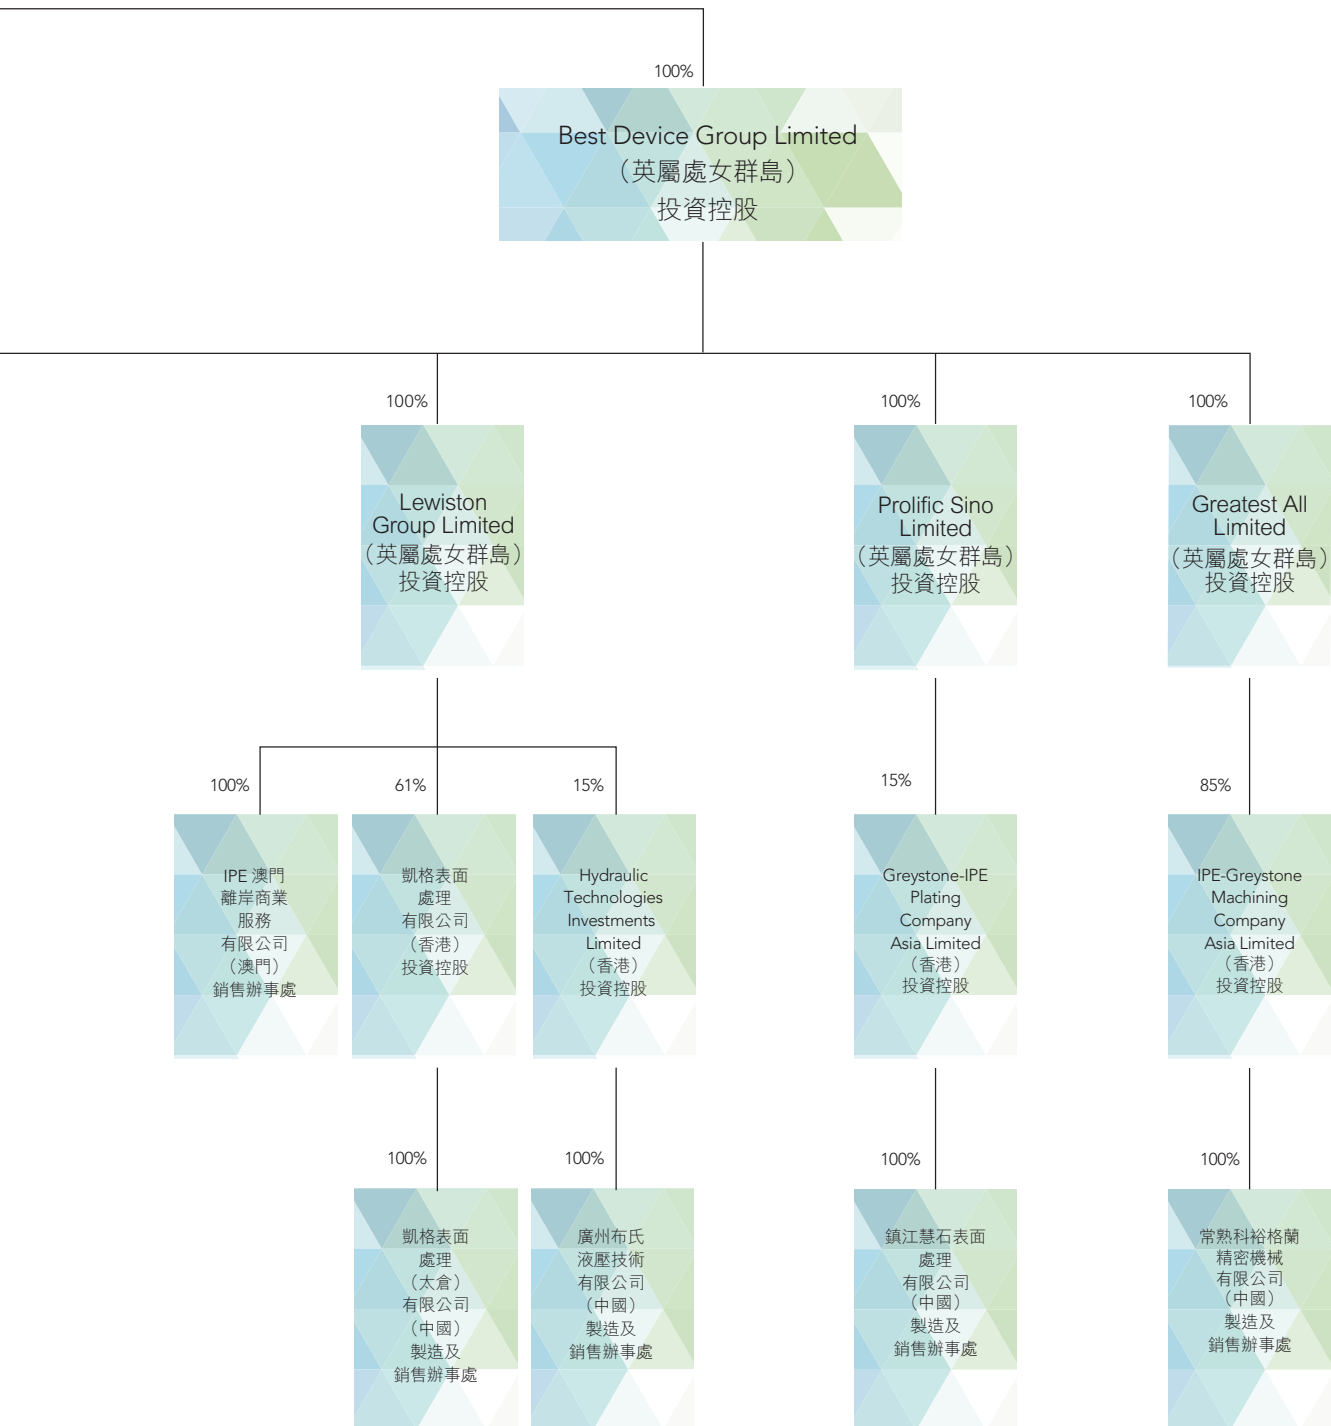 100%
Best Device Group Limited
（英屬處女群島）
投資控股
100%
Lewiston
Group Limited
（英屬處女群島）
投資控股
100%
Prolific Sino
Limited
（英屬處女群島）
投資控股
100%
Greatest All
Limited
（英屬處女群島）
投資控股
100%
IPE 澳門
離岸商業
服務
有限公司
（澳門）
銷售辦事處
61%
凱格表面
處理
有限公司
（香港）
投資控股
15%
Hydraulic
Technologies
Investments
Limited
（香港）
投資控股
15%
Greystone-IPE
Plating
Company
Asia Limited
（香港）
投資控股
85%
IPE-Greystone
Machining
Company
Asia Limited
（香港）
投資控股
100%
凱格表面
處理
（太倉）
有限公司
（中國）
製造及
銷售辦事處
100%
廣州布氏
液壓技術
有限公司
（中國）
製造及
銷售辦事處
100%
鎮江慧石表面
處理
有限公司
（中國）
製造及
銷售辦事處
100%
常熟科裕格蘭
精密機械
有限公司
（中國）
製造及
銷售辦事處